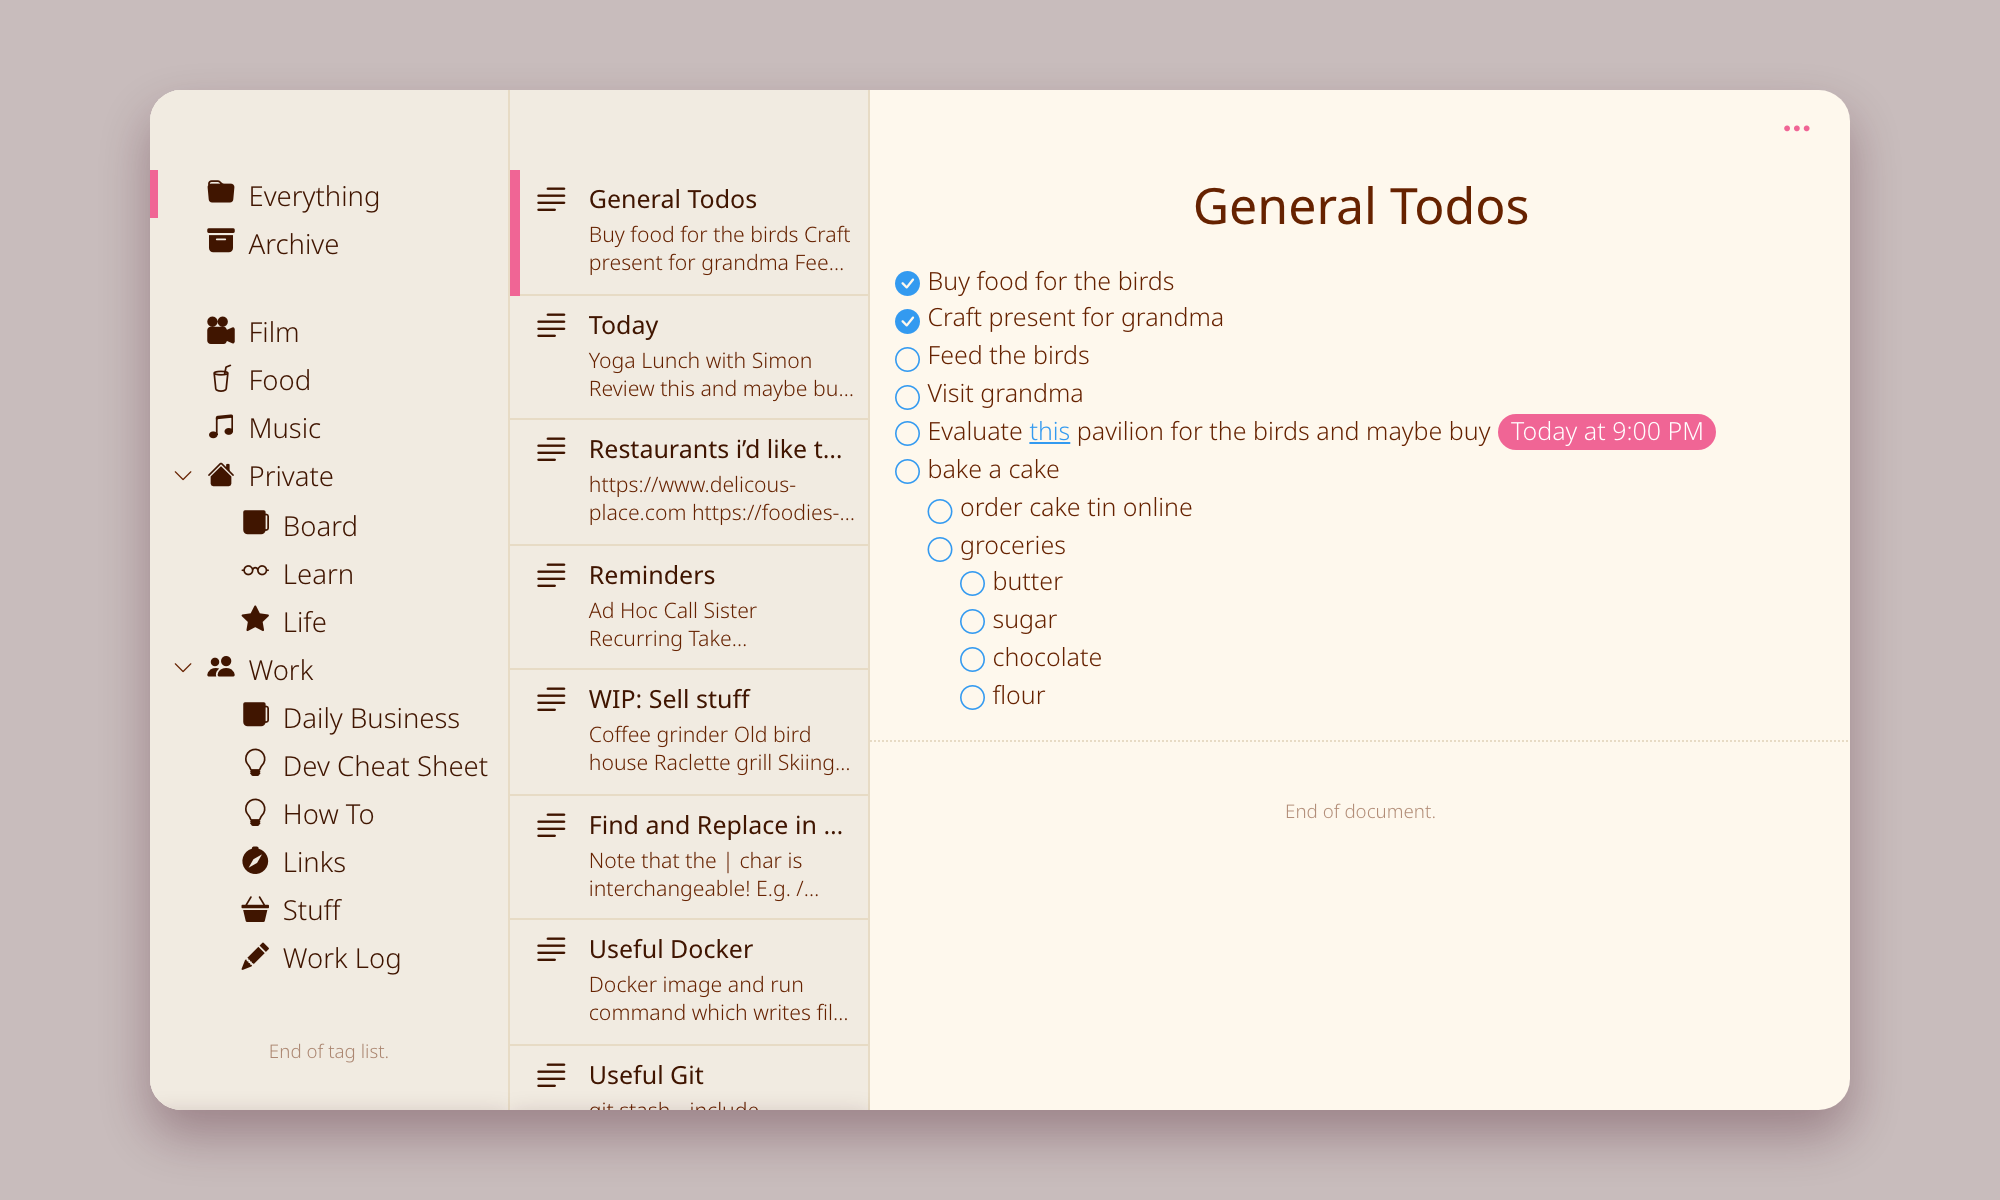 Everything
Archive
Film
Food
Music
Private
Board
Learn
Life
Work
Daily Business
Dev Cheat Sheet
How To
Links
Stuff
Work Log
End of tag list.
General Todos
Buy food for the birds Craft
present for grandma Fee...
Today
Yoga Lunch with Simon
Review this and maybe bu...
Restaurants i’d like t...
https://www.delicous-
place.com https://foodies-...
Reminders
Ad Hoc Call Sister
Recurring Take...
WIP: Sell stuff
Coffee grinder Old bird
house Raclette grill Skiing...
Find and Replace in ...
Note that the | char is
interchangeable! E.g. /...
Useful Docker
Docker image and run
command which writes fil...
Useful Git
git stash --include
General Todos
Buy food for the birds
Craft present for grandma
Feed the birds
Visit grandma
Evaluate this pavilion for the birds and maybe buy Today at 9:00 PM
bake a cake
order cake tin online
groceries
butter
sugar
chocolate
flour
End of document.